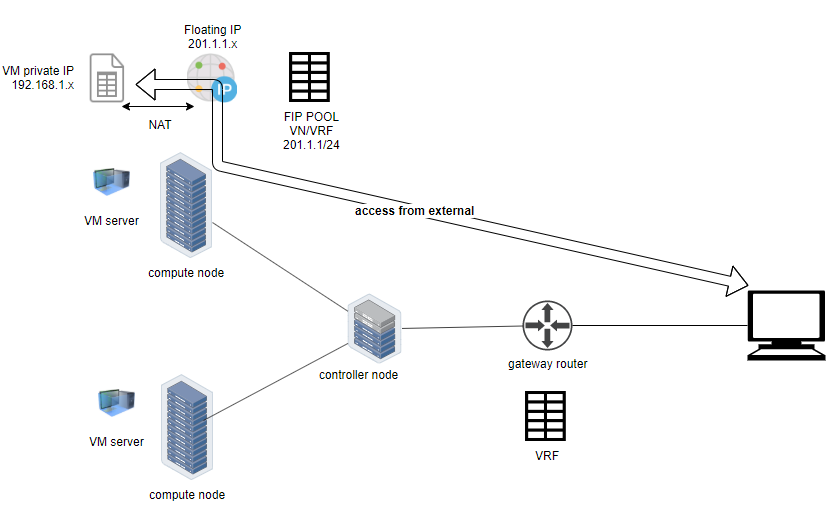 Floating IP
201.1.1.x
VM private IP
192.168.1.x
IP
NAT
FIP POOL
VN/VRF
201.1.1/24
VM server
compute node
access from external
controller node
gateway router
VM server
compute node
VRF